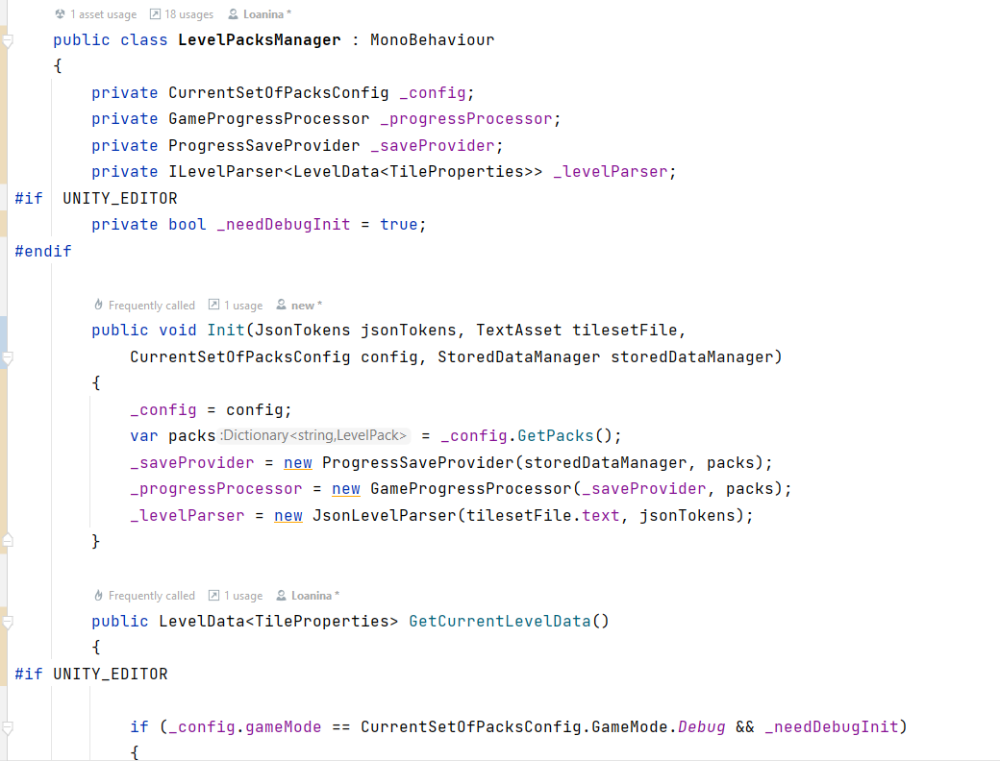 1 asset usage 18 usages Loanina *
public class LevelPacksManager : MonoBehaviour
{
private CurrentSetOfPacksConfig _config;
private GameProgressProcessor _progressProcessor;
private ProgressSaveProvider _saveProvider;
private ILevelParser<LevelData<TileProperties>> _levelParser;
#if  UNITY_EDITOR
private bool _needDebugInit = true;
#endif
Frequently called 1 usage new *
public void Init(JsonTokens jsonTokens, TextAsset tilesetFile,
CurrentSetOfPacksConfig config, StoredDataManager storedDataManager)
{
_config = config;
var packs :Dictionary<string,LevelPack> = _config.GetPacks();
_saveProvider = new ProgressSaveProvider(storedDataManager, packs);
_progressProcessor = new GameProgressProcessor(_saveProvider, packs);
_levelParser = new JsonLevelParser(tilesetFile.text, jsonTokens);
}
Frequently called 1 usage Loanina *
public LevelData<TileProperties> GetCurrentLevelData()
{
#if UNITY_EDITOR
if (_config.gameMode == CurrentSetOfPacksConfig.GameMode.Debug && _needDebugInit)
{